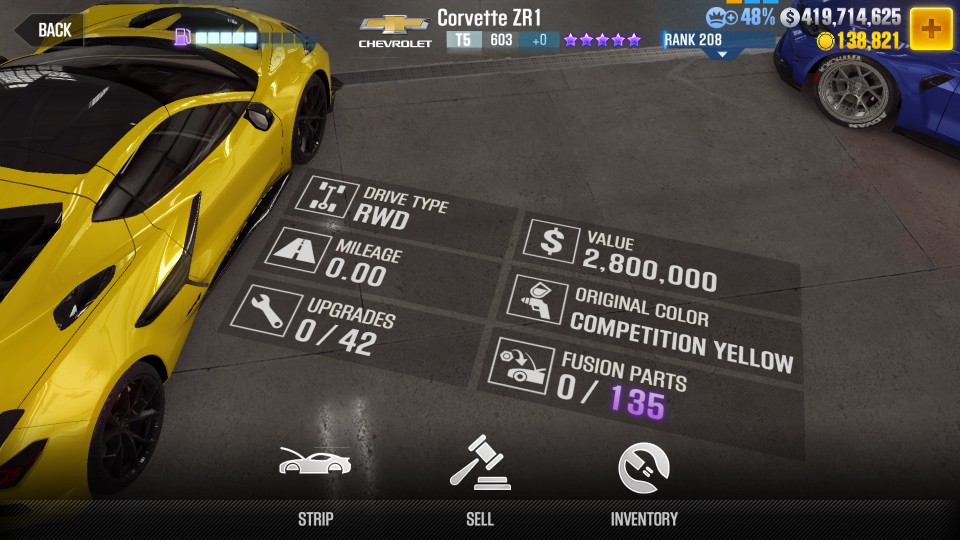 BACK
CHEVROLET
Corvette ZR1
T5 603 +0
RANK 208
48% $419,714,625
138,821
DRIVE TYPE
RWD
MILEAGE
0.00
UPGRADES
0/42
$ VALUE
2,800,000
ORIGINAL COLOR
COMPETITION YELLOW
FUSION PARTS
0/ 135
STRIP
SELL
INVENTORY